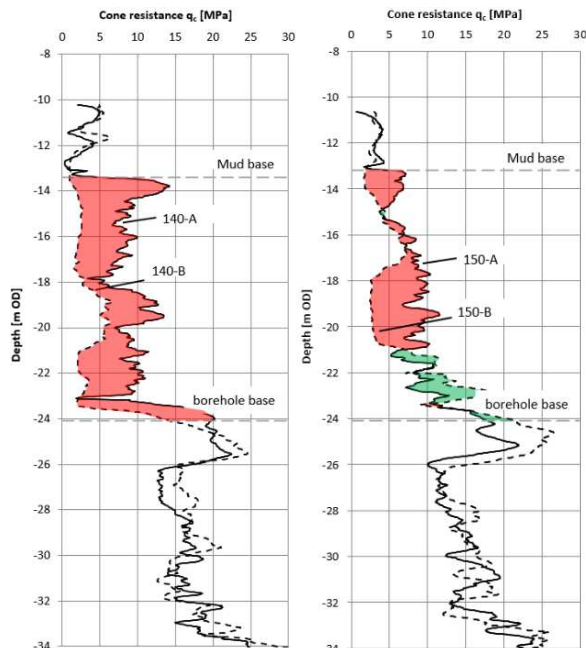 Cone resistance qc [MPa]
0 5 10 15 20 25 30
-8
-10
-12
-14
-16
-18
-20
-22
-24
-26
-28
-30
-32
-34
Depth [m OD]
Mud base
140-A
140-B
borehole base
Cone resistance qc [MPa]
0 5 10 15 20 25 30
-8
-10
-12
-14
-16
-18
-20
-22
-24
-26
-28
-30
-32
-34
Depth [m OD]
Mud base
150-A
150-B
borehole base